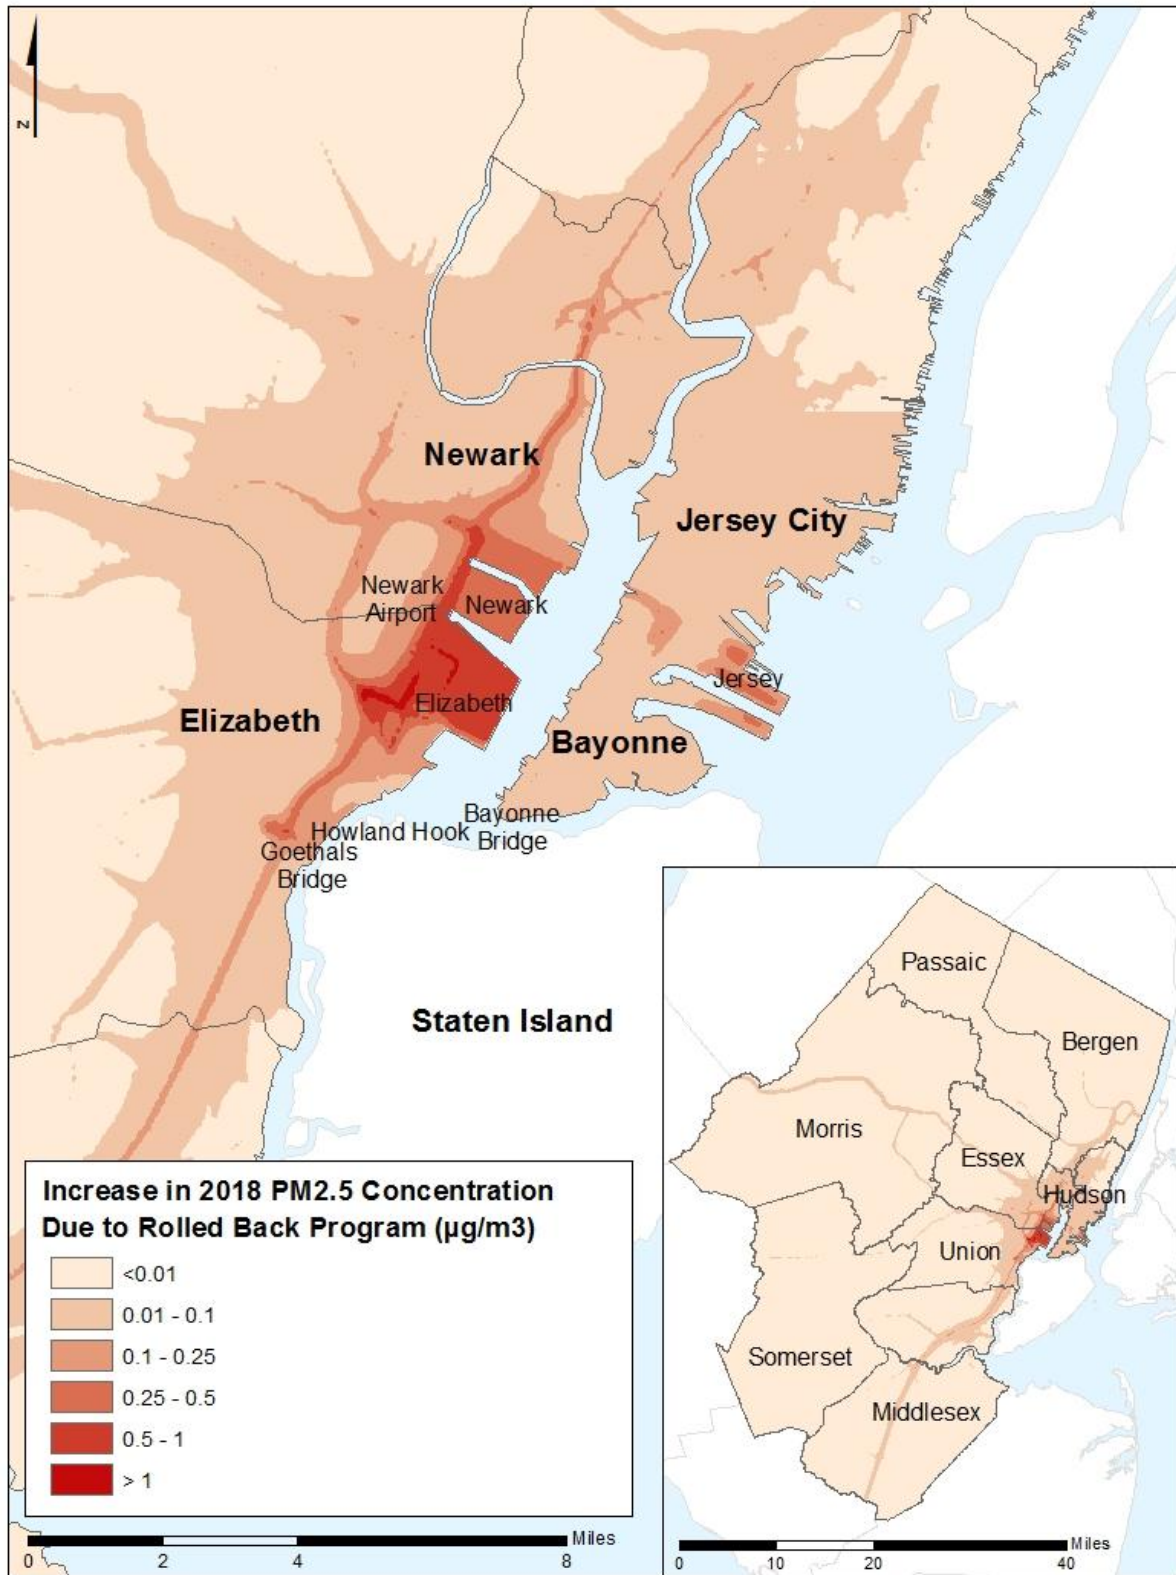 N
Newark
Jersey City
Newark
Airport
Newark
Jersey
Elizabeth
Elizabeth
Bayonne
Bayonne
Bridge
Howland Hook
Goethals
Bridge
Staten Island
Increase in 2018 PM2.5 Concentration
Due to Rolled Back Program (µg/m3)
<0.01
0.01 - 0.1
0.1 - 0.25
0.25 - 0.5
0.5 - 1
> 1
Miles
0 2 4 8
Passaic
Bergen
Morris
Essex
Hudson
Union
Somerset
Middlesex
Miles
0 10 20 40